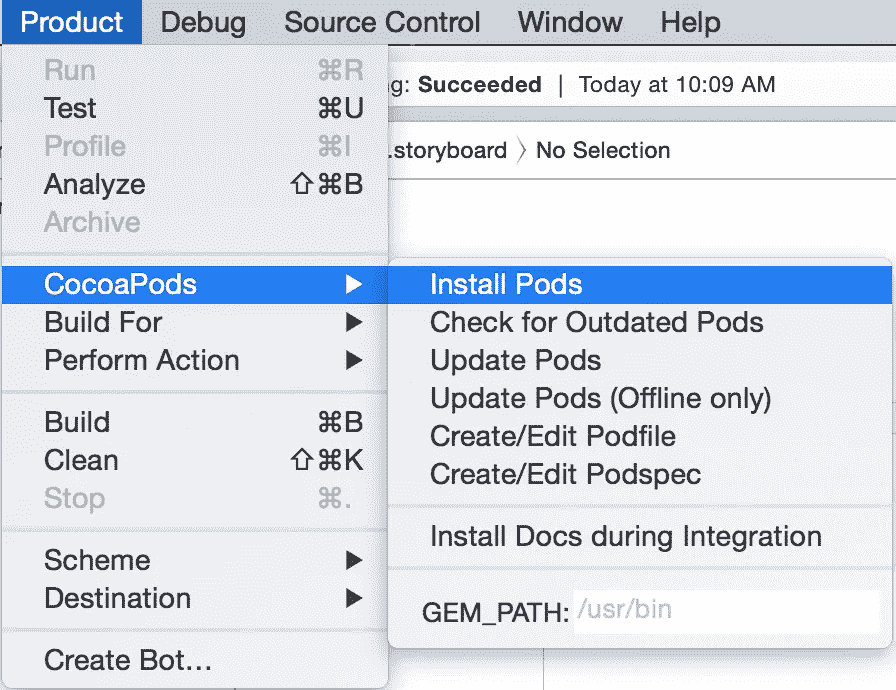 Product Debug Source Control Window Help
Run ⌘R
g: Succeeded | Today at 10:09 AM
Test ⌘U
Profile ⌘I
.storyboard 〉 No Selection
Analyze ⇧⌘B
Archive
CocoaPods ▶
Build For ▶
Perform Action ▶
Build ⌘B
Clean ⇧⌘K
Stop ⌘.
Scheme ▶
Destination ▶
Create Bot...
Install Pods
Check for Outdated Pods
Update Pods
Update Pods (Offline only)
Create/Edit Podfile
Create/Edit Podspec
Install Docs during Integration
GEM_PATH: /usr/bin